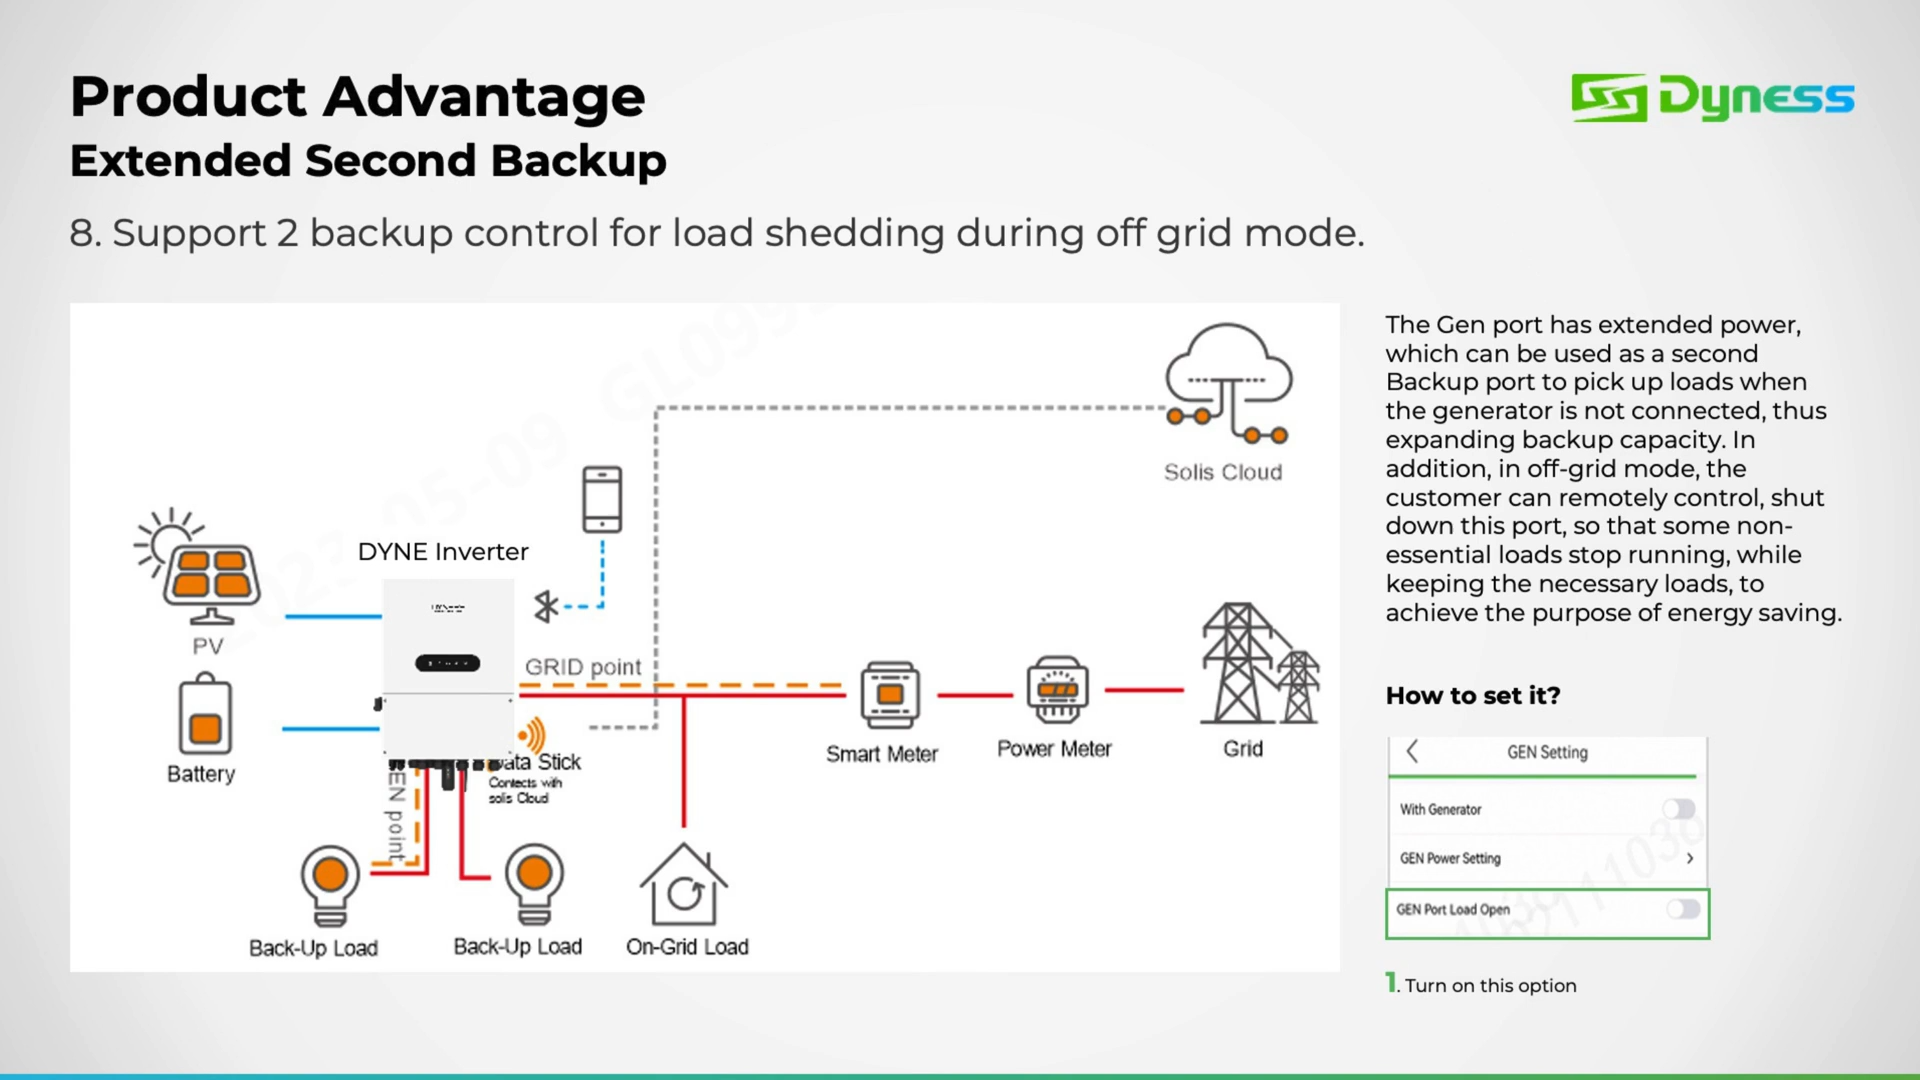 Product Advantage
Dyness
Extended Second Backup
8. Support 2 backup control for load shedding during off grid mode.
The Gen port has extended power,
which can be used as a second
Backup port to pick up loads when
the generator is not connected, thus
expanding backup capacity. In
addition, in off-grid mode, the
customer can remotely control, shut
down this port, so that some non-
essential loads stop running, while
keeping the necessary loads, to
achieve the purpose of energy saving.
Solis Cloud
DYNE Inverter
PV
GRID point
Battery
Data Stick
Contects with
solis Cloud
EN point
Smart Meter
Power Meter
Grid
Back-Up Load
Back-Up Load
On-Grid Load
How to set it?
GEN Setting
With Generator
GEN Power Setting
GEN Port Load Open
1. Turn on this option